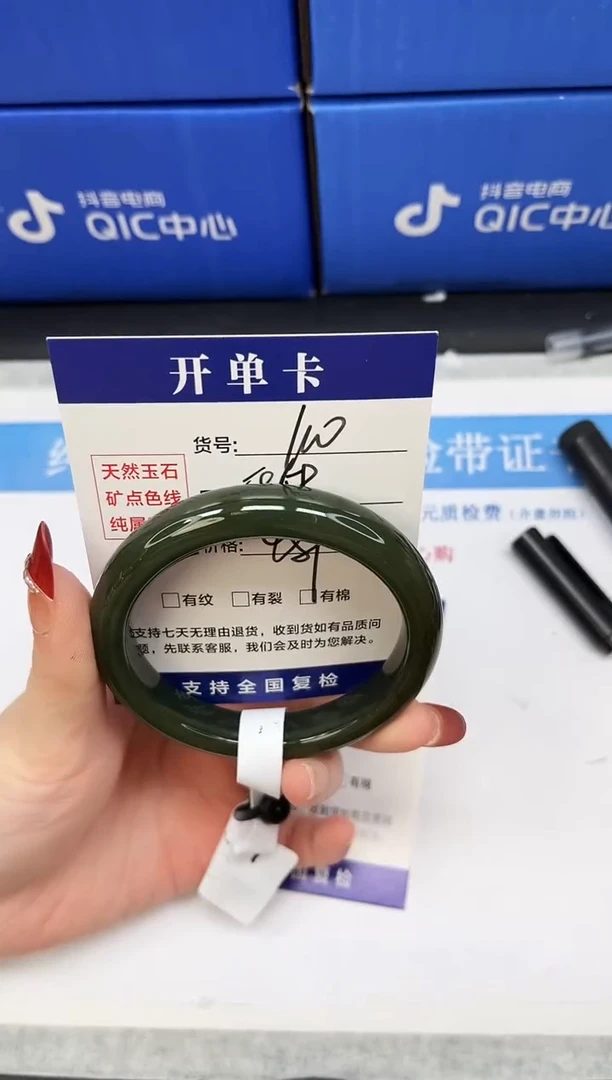 抖音电商
QIC中心
抖音电商
QIC中心
开单卡
货号:
天然玉石
矿点色线
纯属
价格:
检带证
元质检费
心购
□有纹 □有裂 □有棉
支持七天无理由退货，收到货如有品质问
题，先联系客服，我们会及时为您解决。
支持全国复检